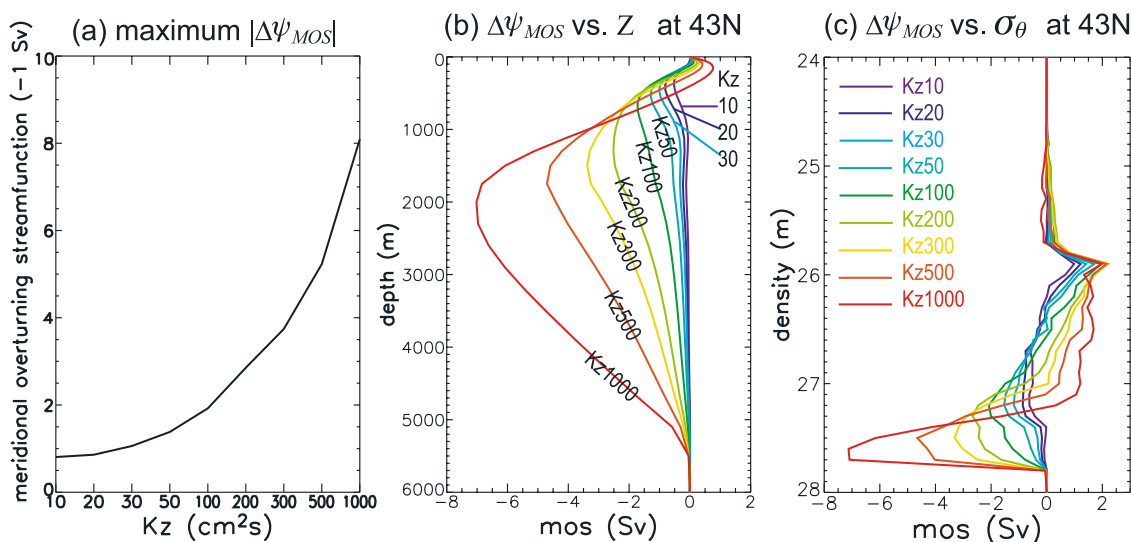 (a) maximum |Δψ_MOS|
meridional overturning streamfunction (-1 Sv)
10
8
6
4
2
0
10 20 30 50 100 200 300 500 1000
Kz (cm²s)
(b) Δψ_MOS vs. Z at 43N
depth (m)
0
1000
2000
3000
4000
5000
6000
Kz
10
20
30
Kz50
Kz100
Kz200
Kz300
Kz500
Kz1000
-8 -6 -4 -2 0 2
mos (Sv)
(c) Δψ_MOS vs. σ_θ at 43N
density (m)
24
25
26
27
28
Kz10
Kz20
Kz30
Kz50
Kz100
Kz200
Kz300
Kz500
Kz1000
-8 -6 -4 -2 0 2
mos (Sv)